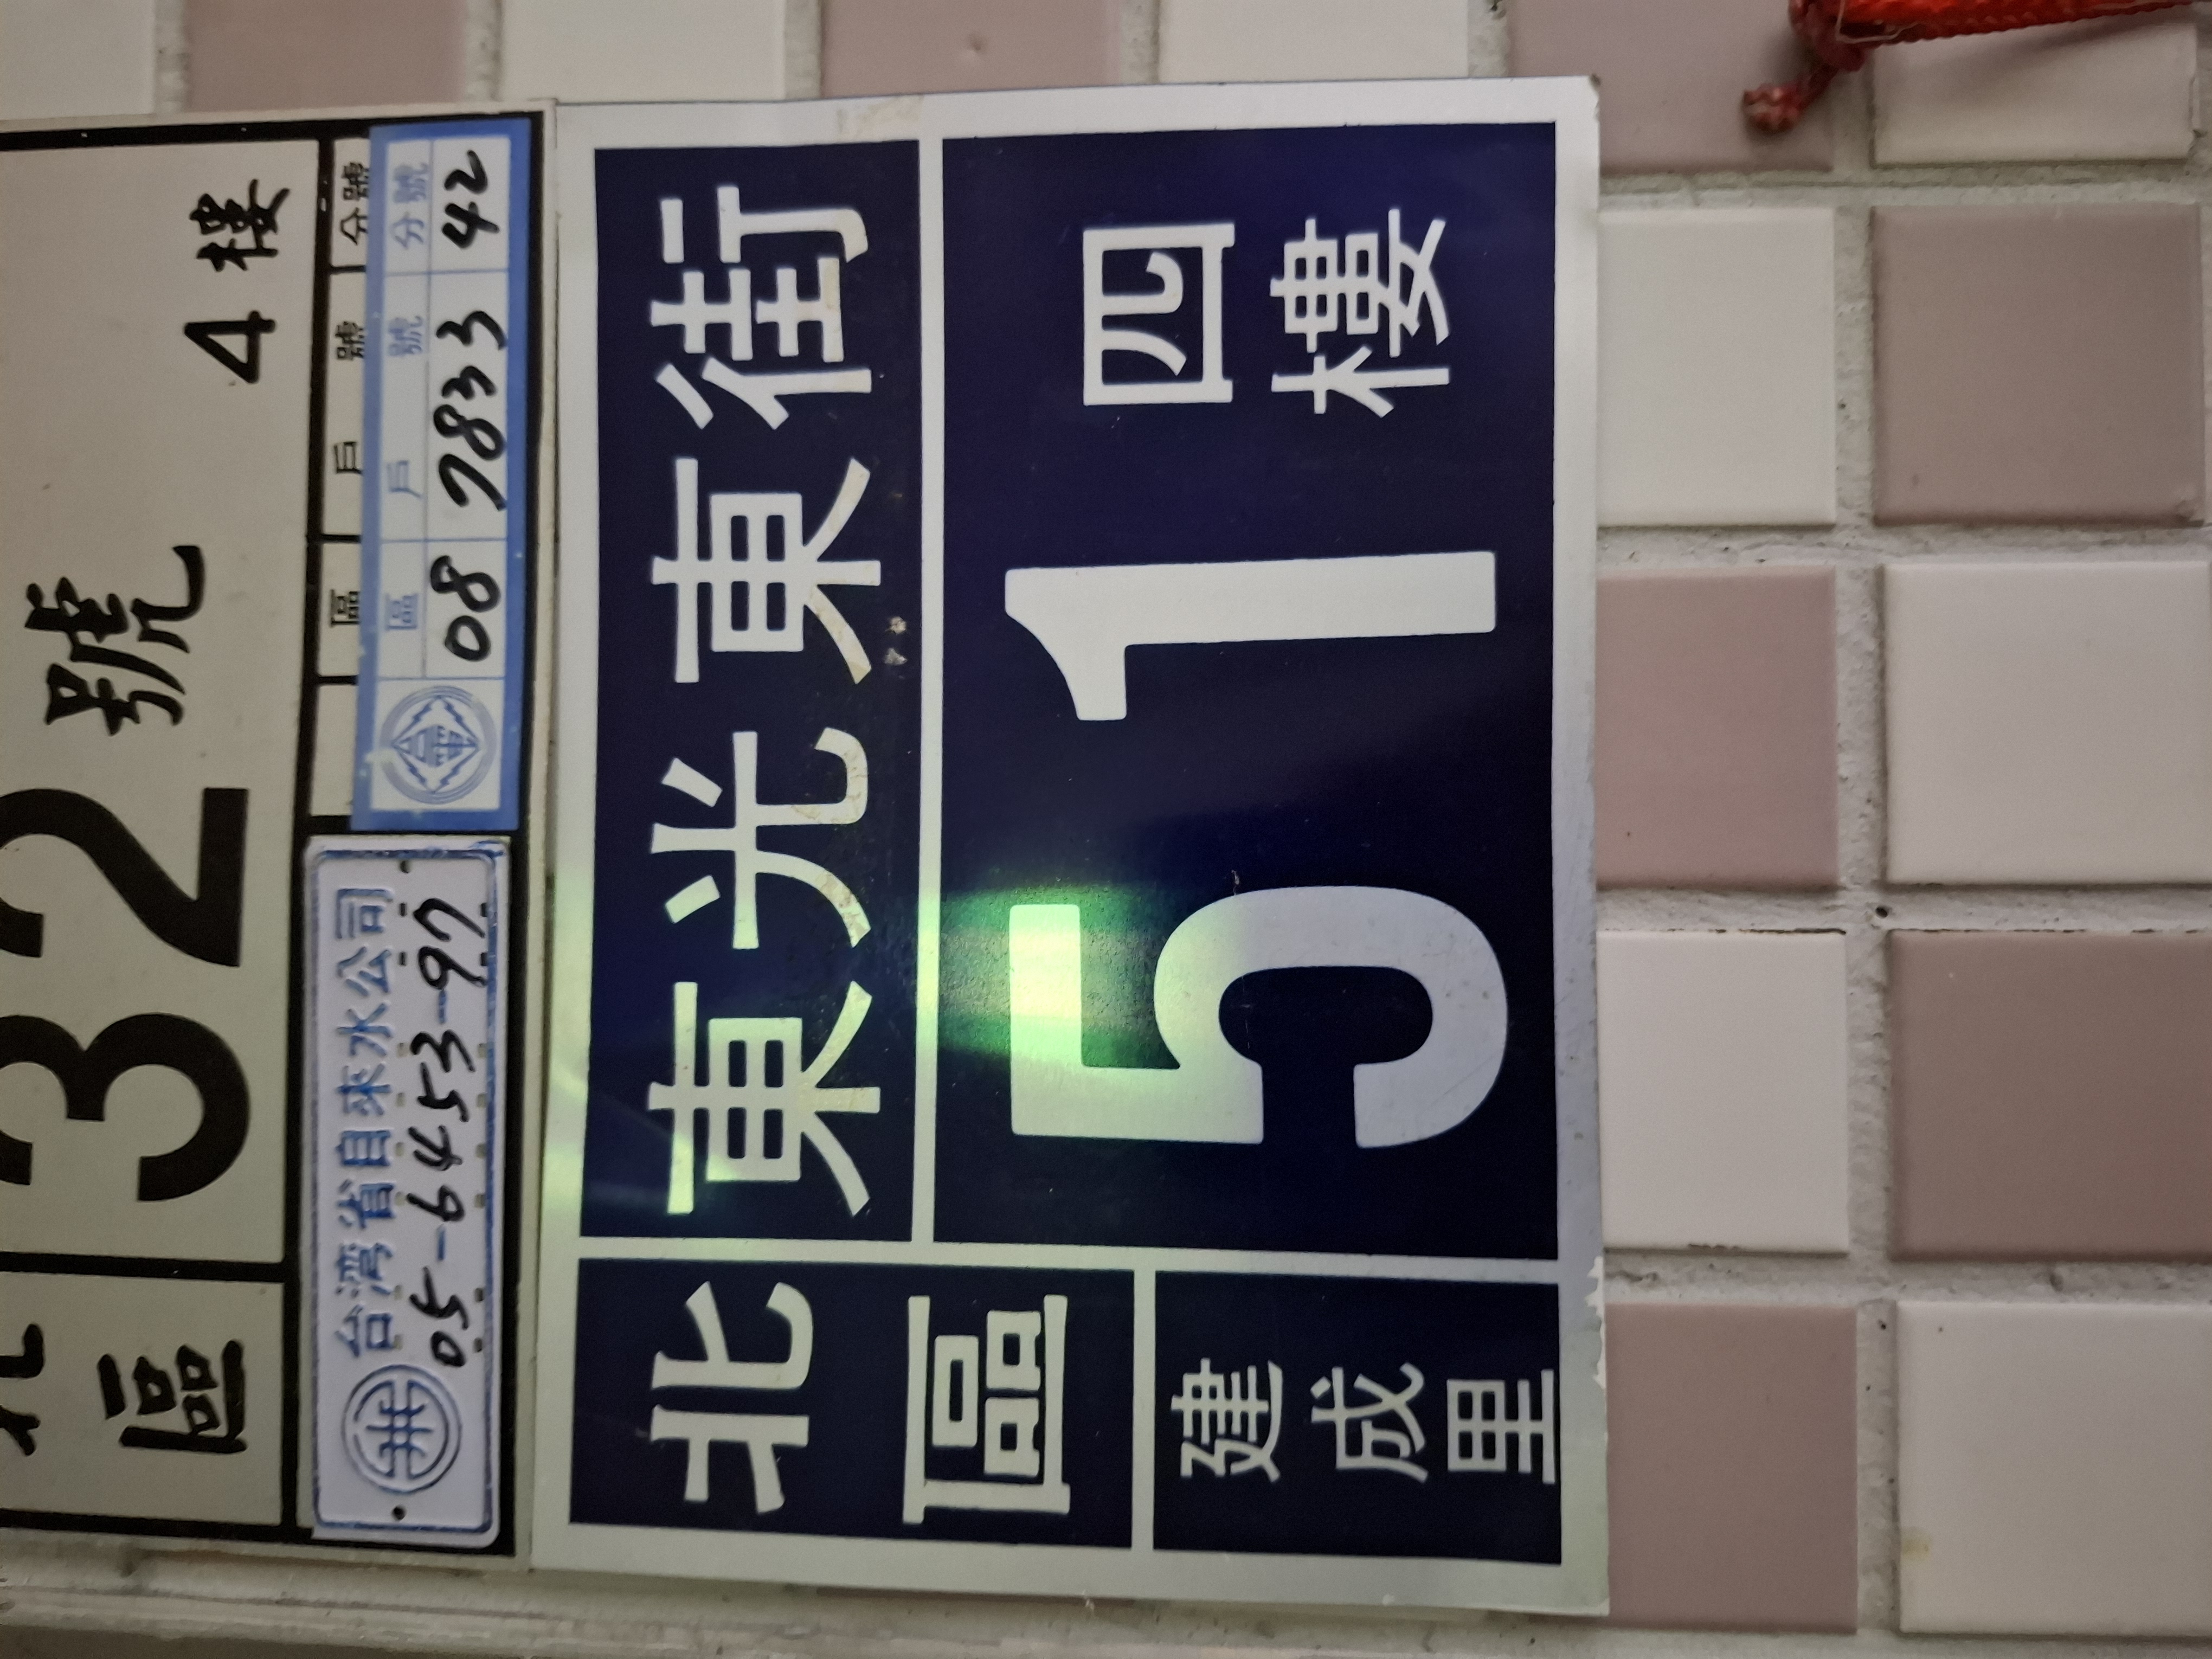 區
32號
4樓
台湾省自來水公司
05-6453-97
區 戶號 分號
區 戶號 分號
08 7833 42
北區
東光東街
建成里
51
四樓